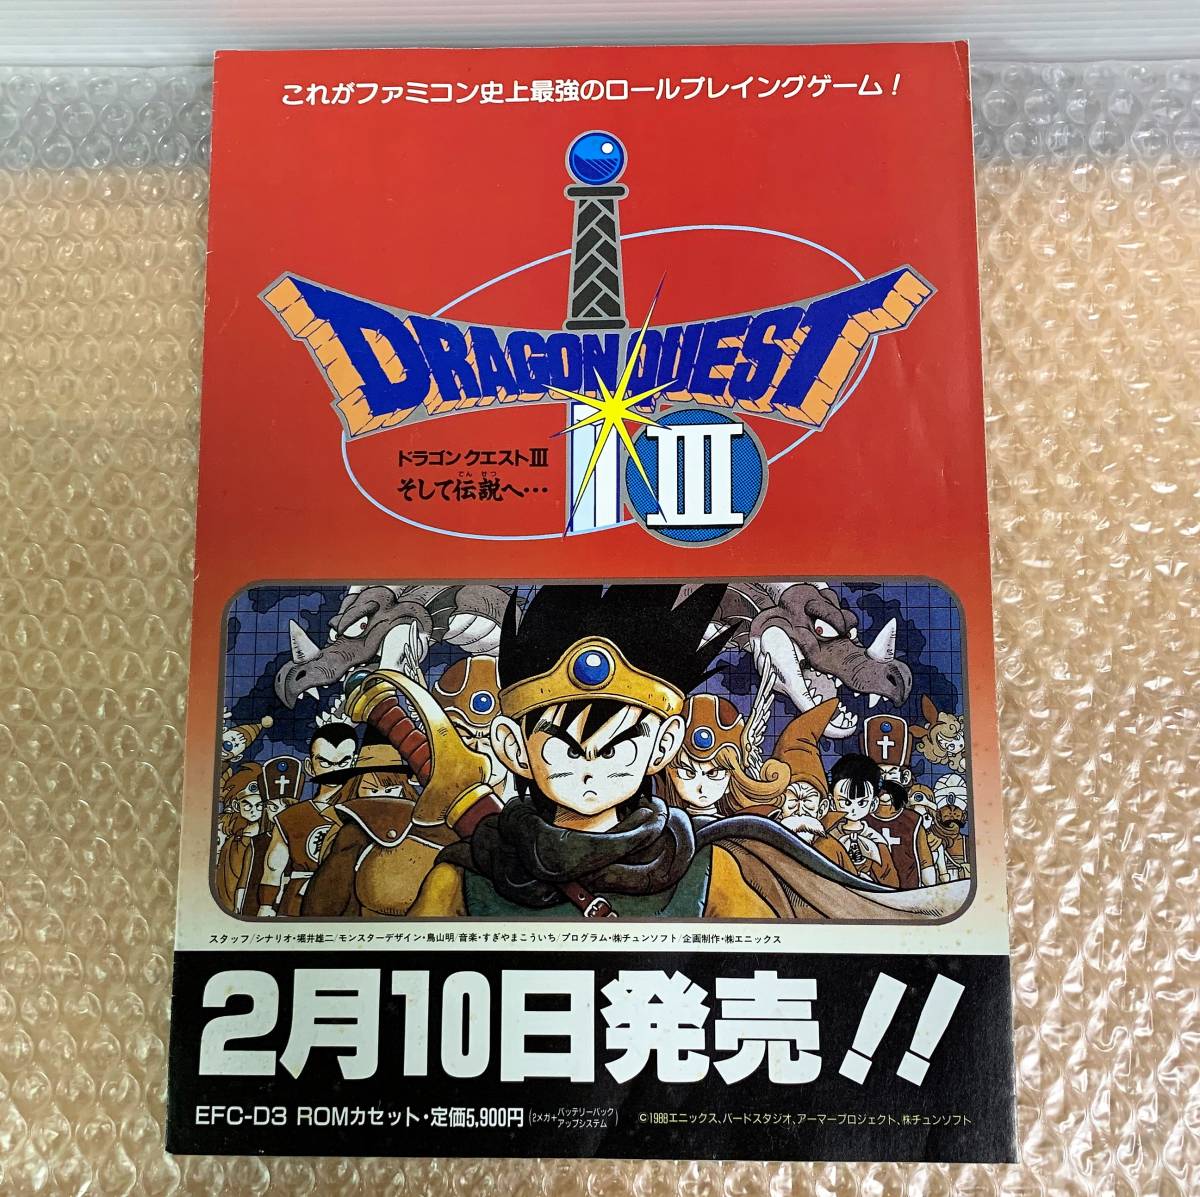 これがファミコン史上最強のロールプレイングゲーム！
DRAGON QUEST
III
ドラゴンクエストIII
でんせつ
そして伝説へ…
スタッフ/シナリオ・堀井雄二/モンスターデザイン・鳥山明/音楽・すぎやまこういち/プログラム・㈱チュンソフト/企画制作・㈱エニックス
2月10日発売!!
EFC-D3 ROMカセット・定価5,900円(2メガ+バッテリーバックアップシステム)
©1988エニックス、バードスタジオ、アーマープロジェクト、㈱チュンソフト